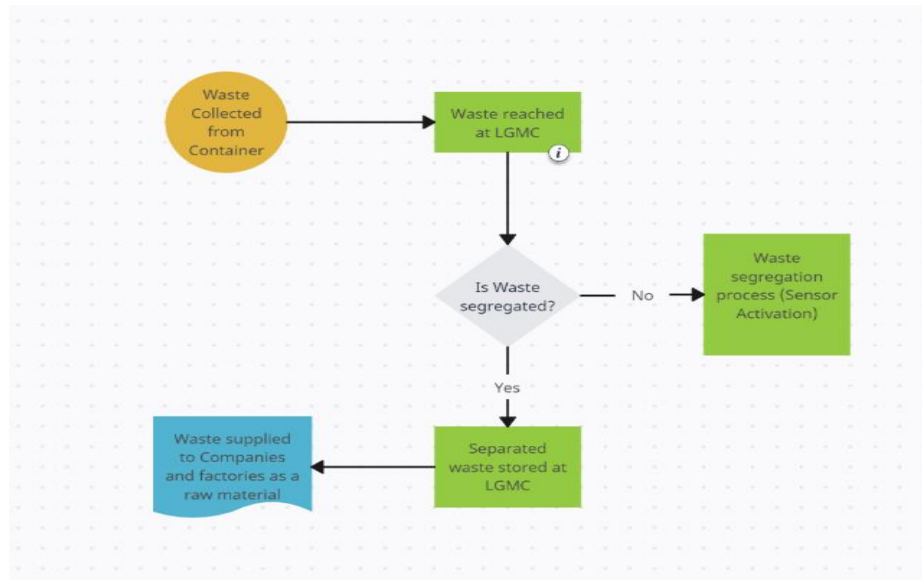 Waste
Collected
from
Container
Waste reached
at LGMC
i
Is Waste
segregated?
No
Waste
segregation
process (Sensor
Activation)
Yes
Separated
waste stored at
LGMC
Waste supplied
to Companies
and factories as a
raw material